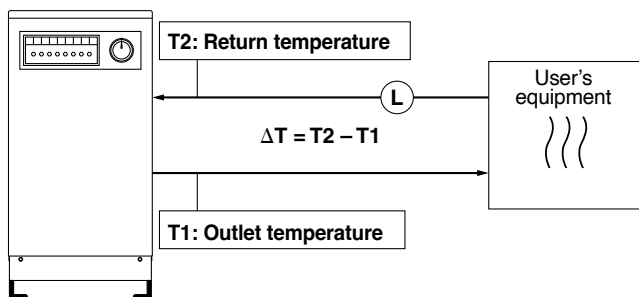 T2: Return temperature
L
User's
equipment
ΔT = T2 – T1
T1: Outlet temperature